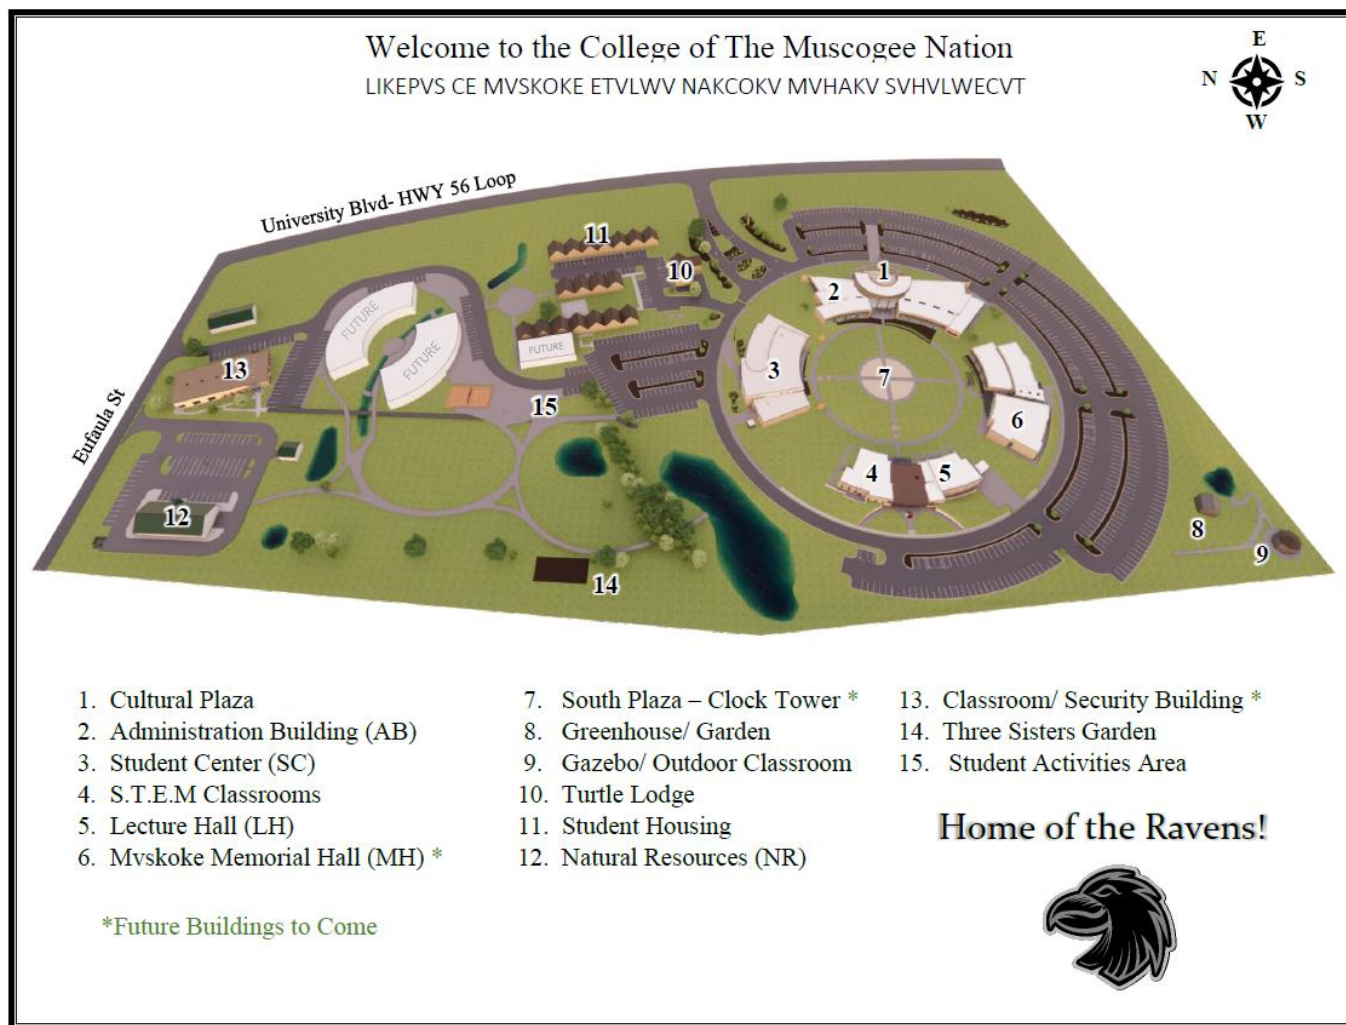 Welcome to the College of The Muscogee Nation
LIKEPVS CE MVSKOKE ETVLWV NAKCOKV MVHAKV SVHVLWECVT
E
N S
W
University Blvd- HWY 56 Loop
Eufaula St
11
10
1
2
FUTURE
FUTURE
FUTURE
13
3
7
15
6
4 5
12
8
9
14
1. Cultural Plaza
2. Administration Building (AB)
3. Student Center (SC)
4. S.T.E.M Classrooms
5. Lecture Hall (LH)
6. Mvskoke Memorial Hall (MH) *
7. South Plaza – Clock Tower *
8. Greenhouse/ Garden
9. Gazebo/ Outdoor Classroom
10. Turtle Lodge
11. Student Housing
12. Natural Resources (NR)
13. Classroom/ Security Building *
14. Three Sisters Garden
15. Student Activities Area
Home of the Ravens!
*Future Buildings to Come